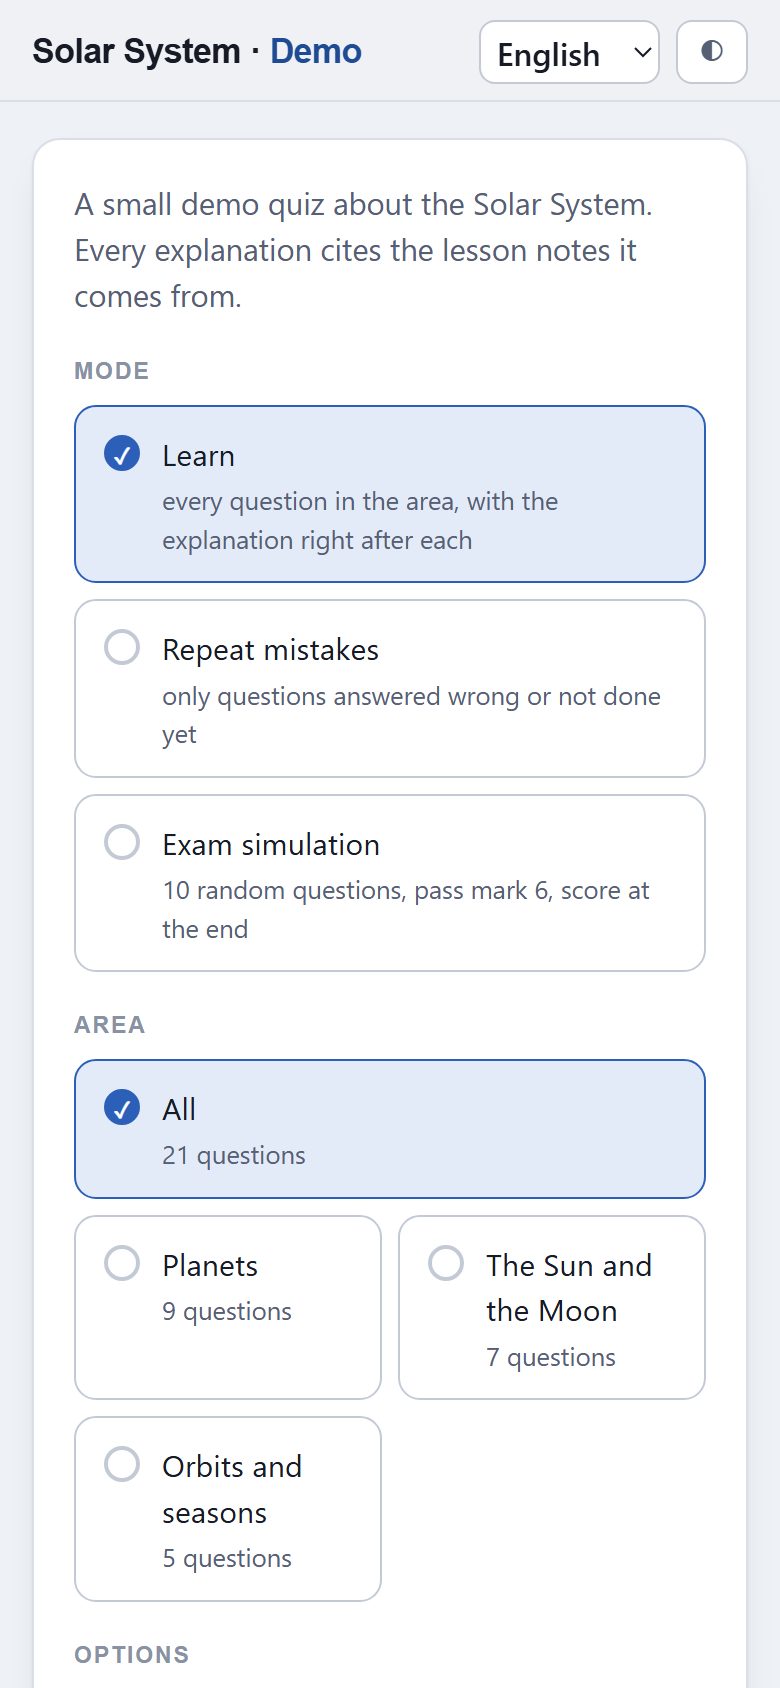 Solar System · Demo
English
A small demo quiz about the Solar System.
Every explanation cites the lesson notes it
comes from.
MODE
Learn
every question in the area, with the
explanation right after each
Repeat mistakes
only questions answered wrong or not done
yet
Exam simulation
10 random questions, pass mark 6, score at
the end
AREA
All
21 questions
Planets
9 questions
The Sun and
the Moon
7 questions
Orbits and
seasons
5 questions
OPTIONS